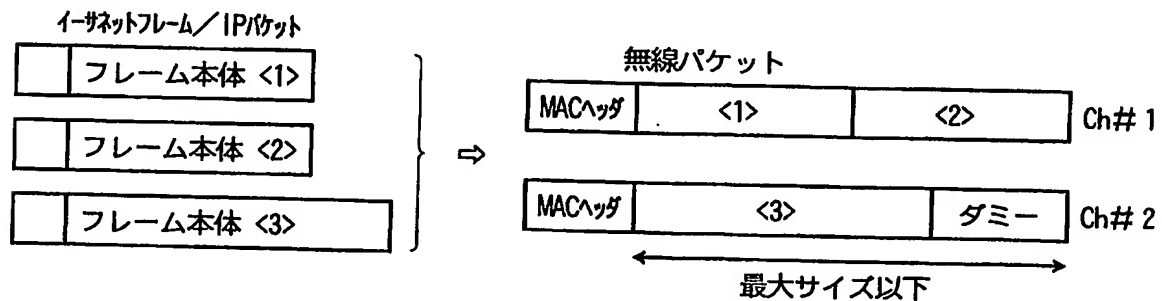 イーサネットフレーム／IPパケット
フレーム本体 <1>
フレーム本体 <2>
フレーム本体 <3>
⇨
無線パケット
MACヘッダ <1> <2> Ch# 1
MACヘッダ <3> ダミー Ch# 2
最大サイズ以下